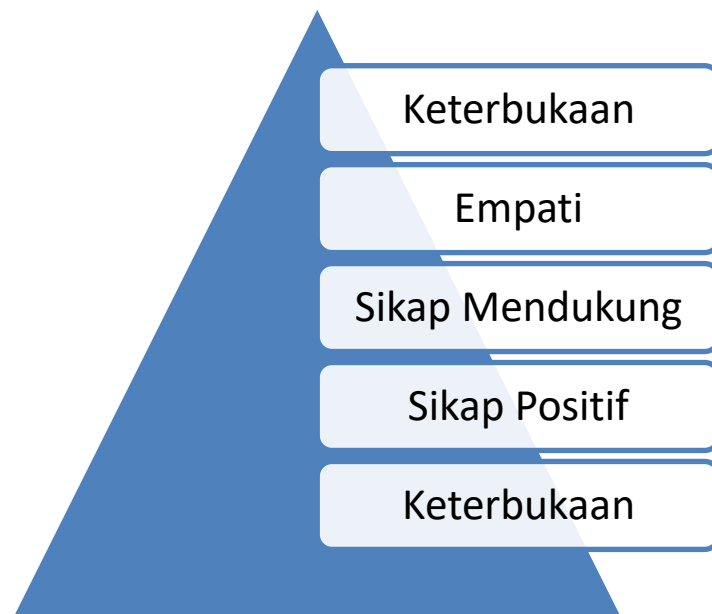 Keterbukaan
Empati
Sikap Mendukung
Sikap Positif
Keterbukaan